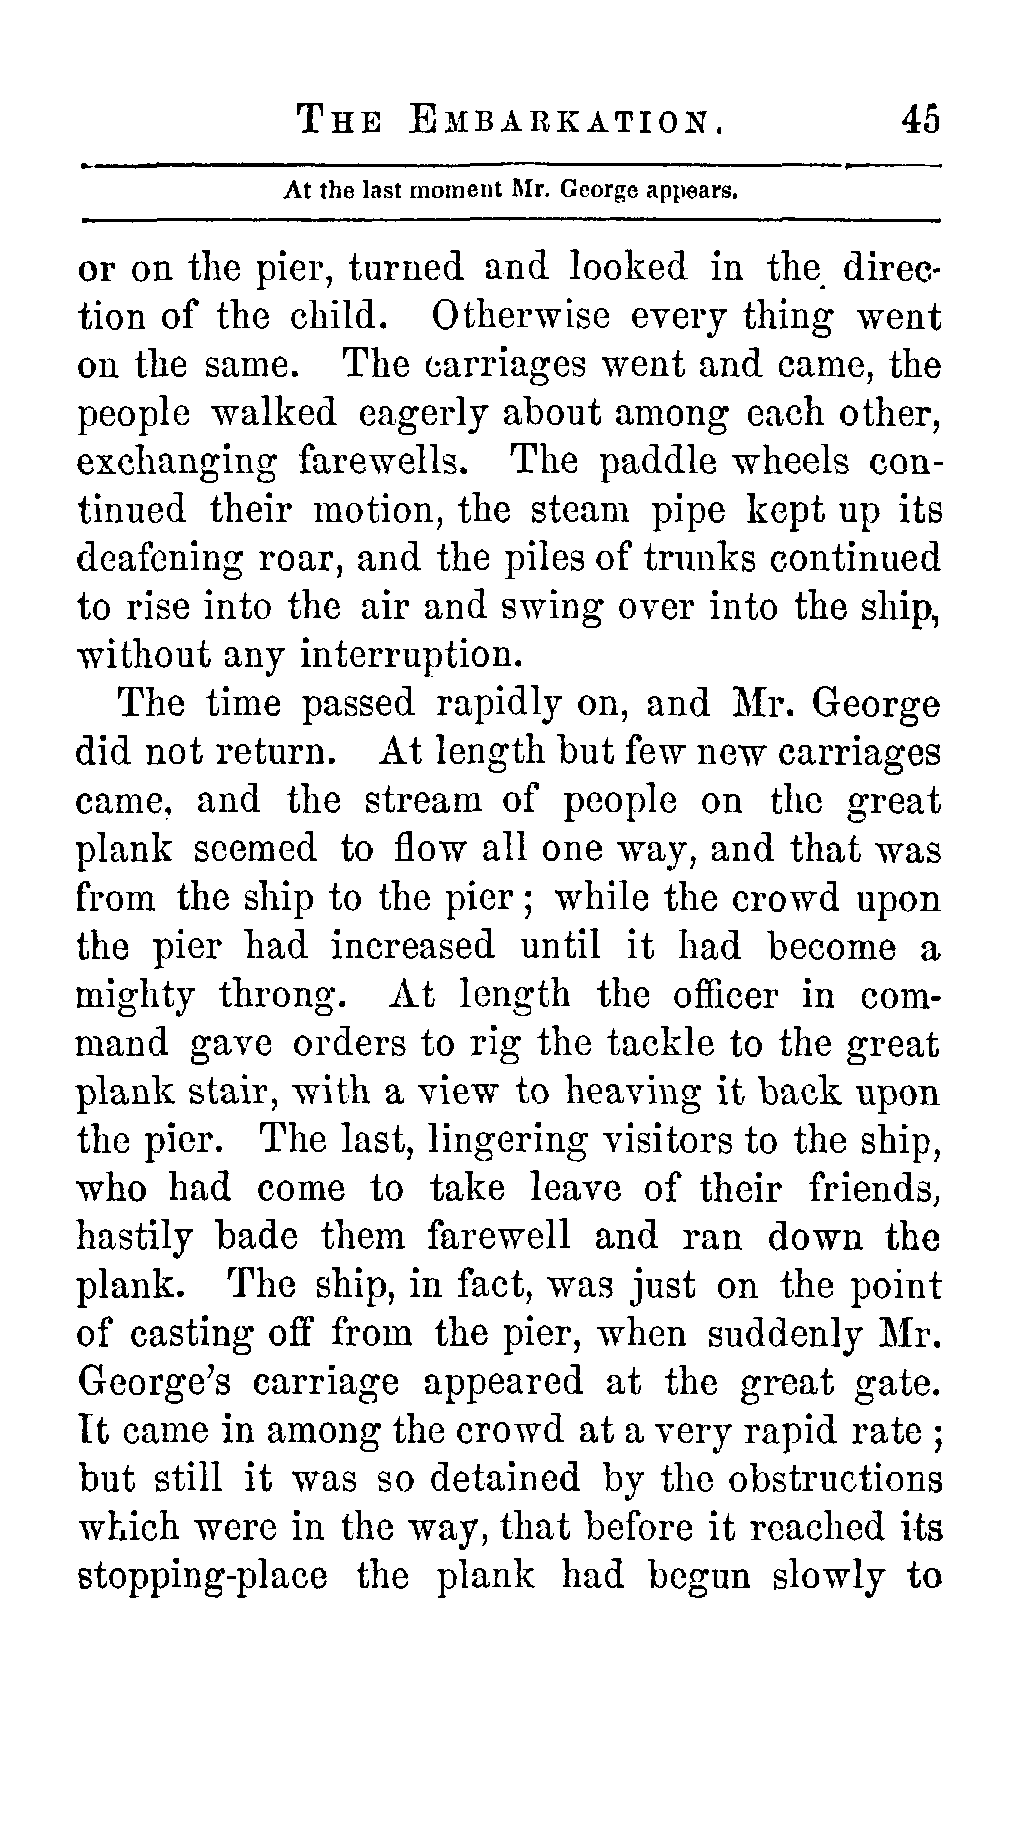 THE EMBARKATION. 45
At the last moment Mr. George appears.
or on the pier, turned and looked in the direc-
tion of the child. Otherwise every thing went
on the same. The carriages went and came, the
people walked eagerly about among each other,
exchanging farewells. The paddle wheels con-
tinued their motion, the steam pipe kept up its
deafening roar, and the piles of trunks continued
to rise into the air and swing over into the ship,
without any interruption.
The time passed rapidly on, and Mr. George
did not return. At length but few new carriages
came, and the stream of people on the great
plank seemed to flow all one way, and that was
from the ship to the pier; while the crowd upon
the pier had increased until it had become a
mighty throng. At length the officer in com-
mand gave orders to rig the tackle to the great
plank stair, with a view to heaving it back upon
the pier. The last, lingering visitors to the ship,
who had come to take leave of their friends,
hastily bade them farewell and ran down the
plank. The ship, in fact, was just on the point
of casting off from the pier, when suddenly Mr.
George's carriage appeared at the great gate.
It came in among the crowd at a very rapid rate;
but still it was so detained by the obstructions
which were in the way, that before it reached its
stopping-place the plank had begun slowly to